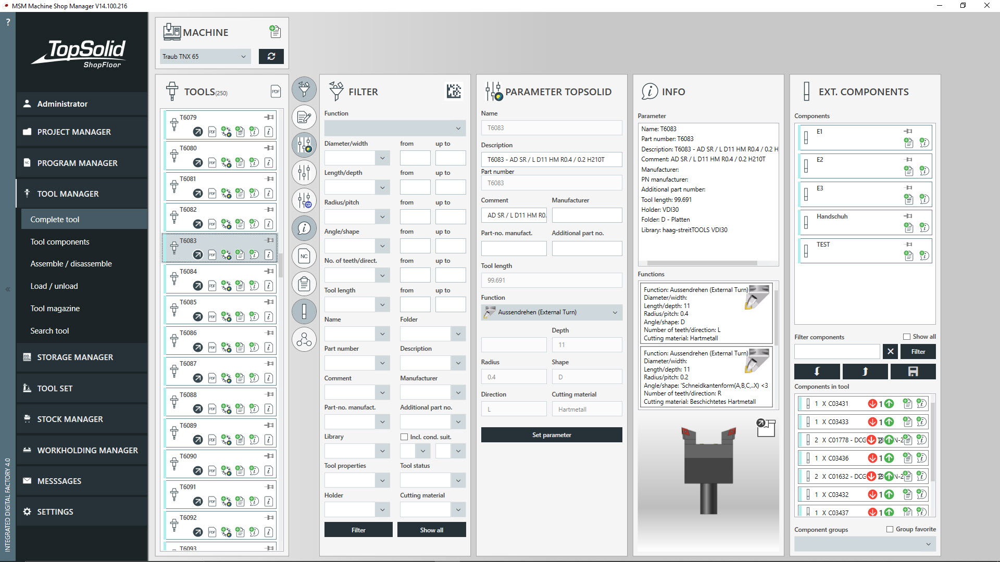 MSM Machine Shop Manager V14.100.216
?
TopSolid
ShopFloor
Administrator
PROJECT MANAGER
NC
PROGRAM MANAGER
TOOL MANAGER
Complete tool
Tool components
Assemble / disassemble
Load / unload
Tool magazine
Search tool
STORAGE MANAGER
TOOL SET
STOCK MANAGER
WORKHOLDING MANAGER
MESSSAGES
SETTINGS
INTEGRATED DIGITAL FACTORY 4.0
MACHINE
Traub TNX 65
TOOLS(250)
PDF
T6079
PDF
T6080
PDF
T6081
PDF
T6082
PDF
T6083
PDF
T6084
PDF
T6085
PDF
T6086
PDF
T6087
PDF
T6088
PDF
T6089
PDF
T6090
PDF
T6091
PDF
T6092
PDF
T6093
NC
FILTER
Function
Diameter/width from up to
Length/depth from up to
Radius/pitch from up to
Angle/shape from up to
No. of teeth/direct. from up to
Tool length from up to
Name Folder
Part number Description
Comment Manufacturer
Part-no. manufact. Additional part no.
Library Incl. cond. suit.
Tool properties Tool status
Holder Cutting material
Filter Show all
PARAMETER TOPSOLID
Name
T6083
Description
T6083 - AD SR / L D11 HM R0.4 / 0.2 H210T
Part number
T6083
Comment Manufacturer
AD SR / L D11 HM R0.
Part-no. manufact. Additional part no.
Tool length
99.691
Function
Aussendrehen (External Turn)
Depth
11
Radius Shape
0.4 D
Direction Cutting material
L Hartmetall
Set parameter
INFO
Parameter
Name: T6083
Part number: T6083
Description: T6083 - AD SR / L D11 HM R0.4 / 0.2 H
Comment: AD SR / L D11 HM R0.4 / 0.2 H210T
Manufacturer:
PN manufacturer:
Additional part number:
Tool length: 99.691
Holder: VDI30
Folder: D - Platten
Library: haag-streitTOOLS VDI30
Functions
Function: Aussendrehen (External Turn)
Diameter/width:
Length/depth: 11
Radius/pitch: 0.4
Angle/shape: D
Number of teeth/direction: L
Cutting material: Hartmetall
Function: Aussendrehen (External Turn)
Diameter/width:
Length/depth: 11
Radius/pitch: 0.2
Angle/shape: 'Schneidkantenform(A,B,C,..X) <3
Number of teeth/direction: R
Cutting material: Beschichtetes Hartmetall
EXT. COMPONENTS
Components
E1
E2
E3
Handschuh
TEST
Filter components Show all
Filter
Components in tool
1 X C03431 1
1 X C03433 1
2 X C01778 - DCG N-2
1 X C03436 1
2 X C01632 - DCG N-2
1 X C03432 1
1 X C03437 1
Component groups Group favorite